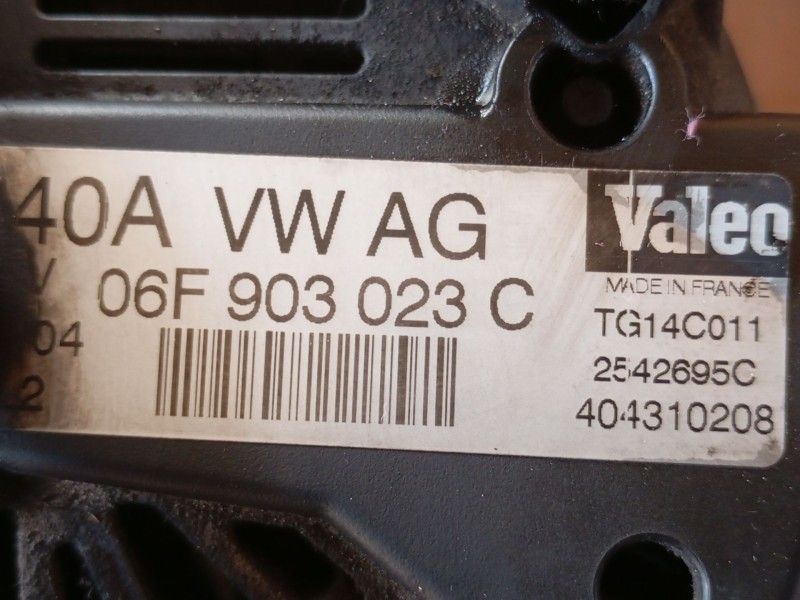 40A VW AG
Valeo
V 06F 903 023 C
MADE IN FRANCE
TG14C011
04
2542695C
2
404310208